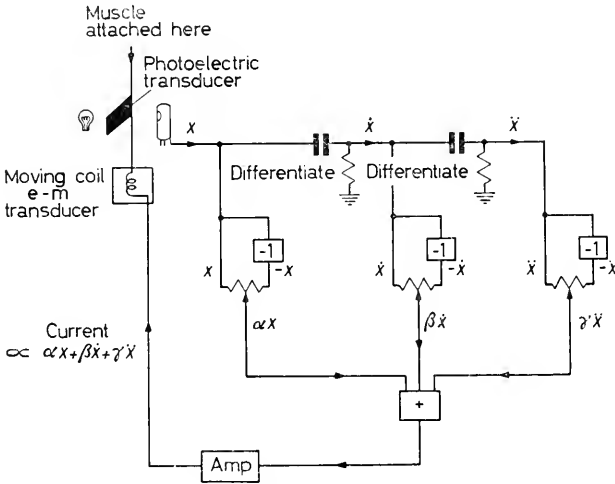 Muscle
attached here
Photoelectric
transducer
x
ẋ
ẍ
Differentiate
Differentiate
Moving coil
e-m
transducer
-1
-1
-1
x
-x
ẋ
-ẋ
ẍ
-ẋ
αx
βẋ
γ'ẍ
Current
∝ αx+βẋ+γ'ẍ
+
Amp